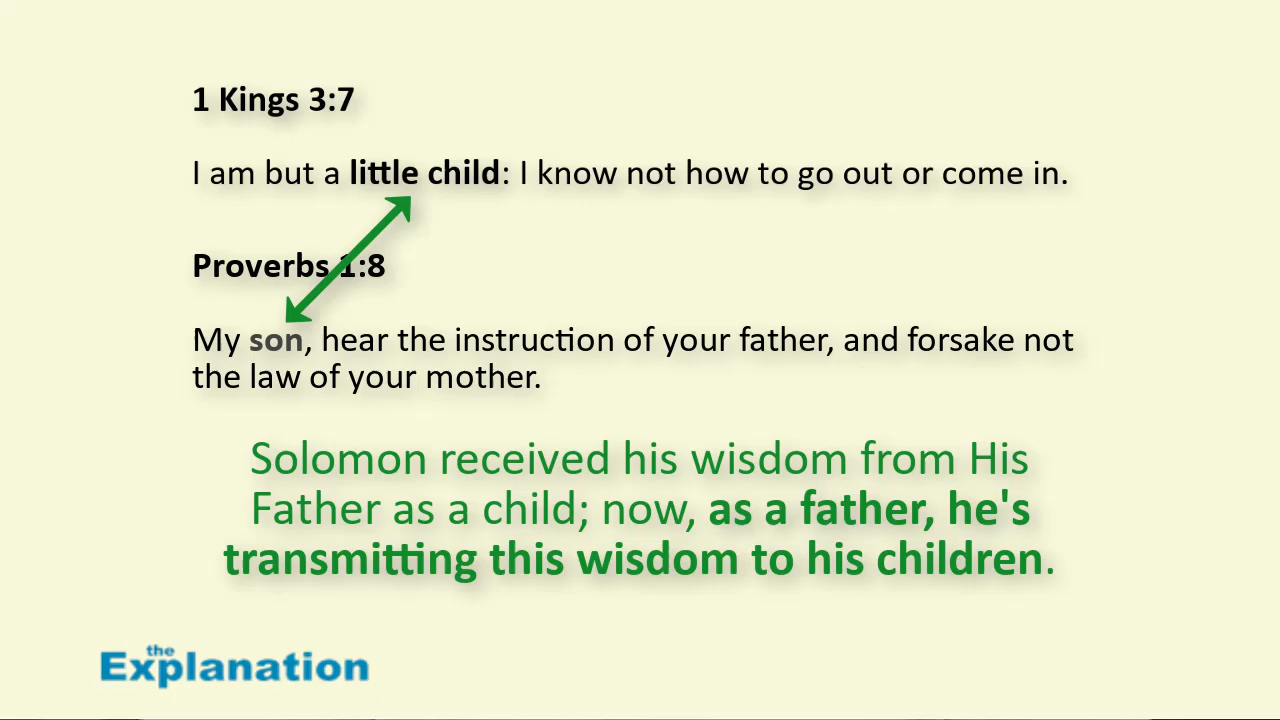 1 Kings 3:7
I am but a little child: I know not how to go out or come in.
Proverbs 1:8
My son, hear the instruction of your father, and forsake not
the law of your mother.
Solomon received his wisdom from His
Father as a child; now, as a father, he's
transmitting this wisdom to his children.
the
Explanation